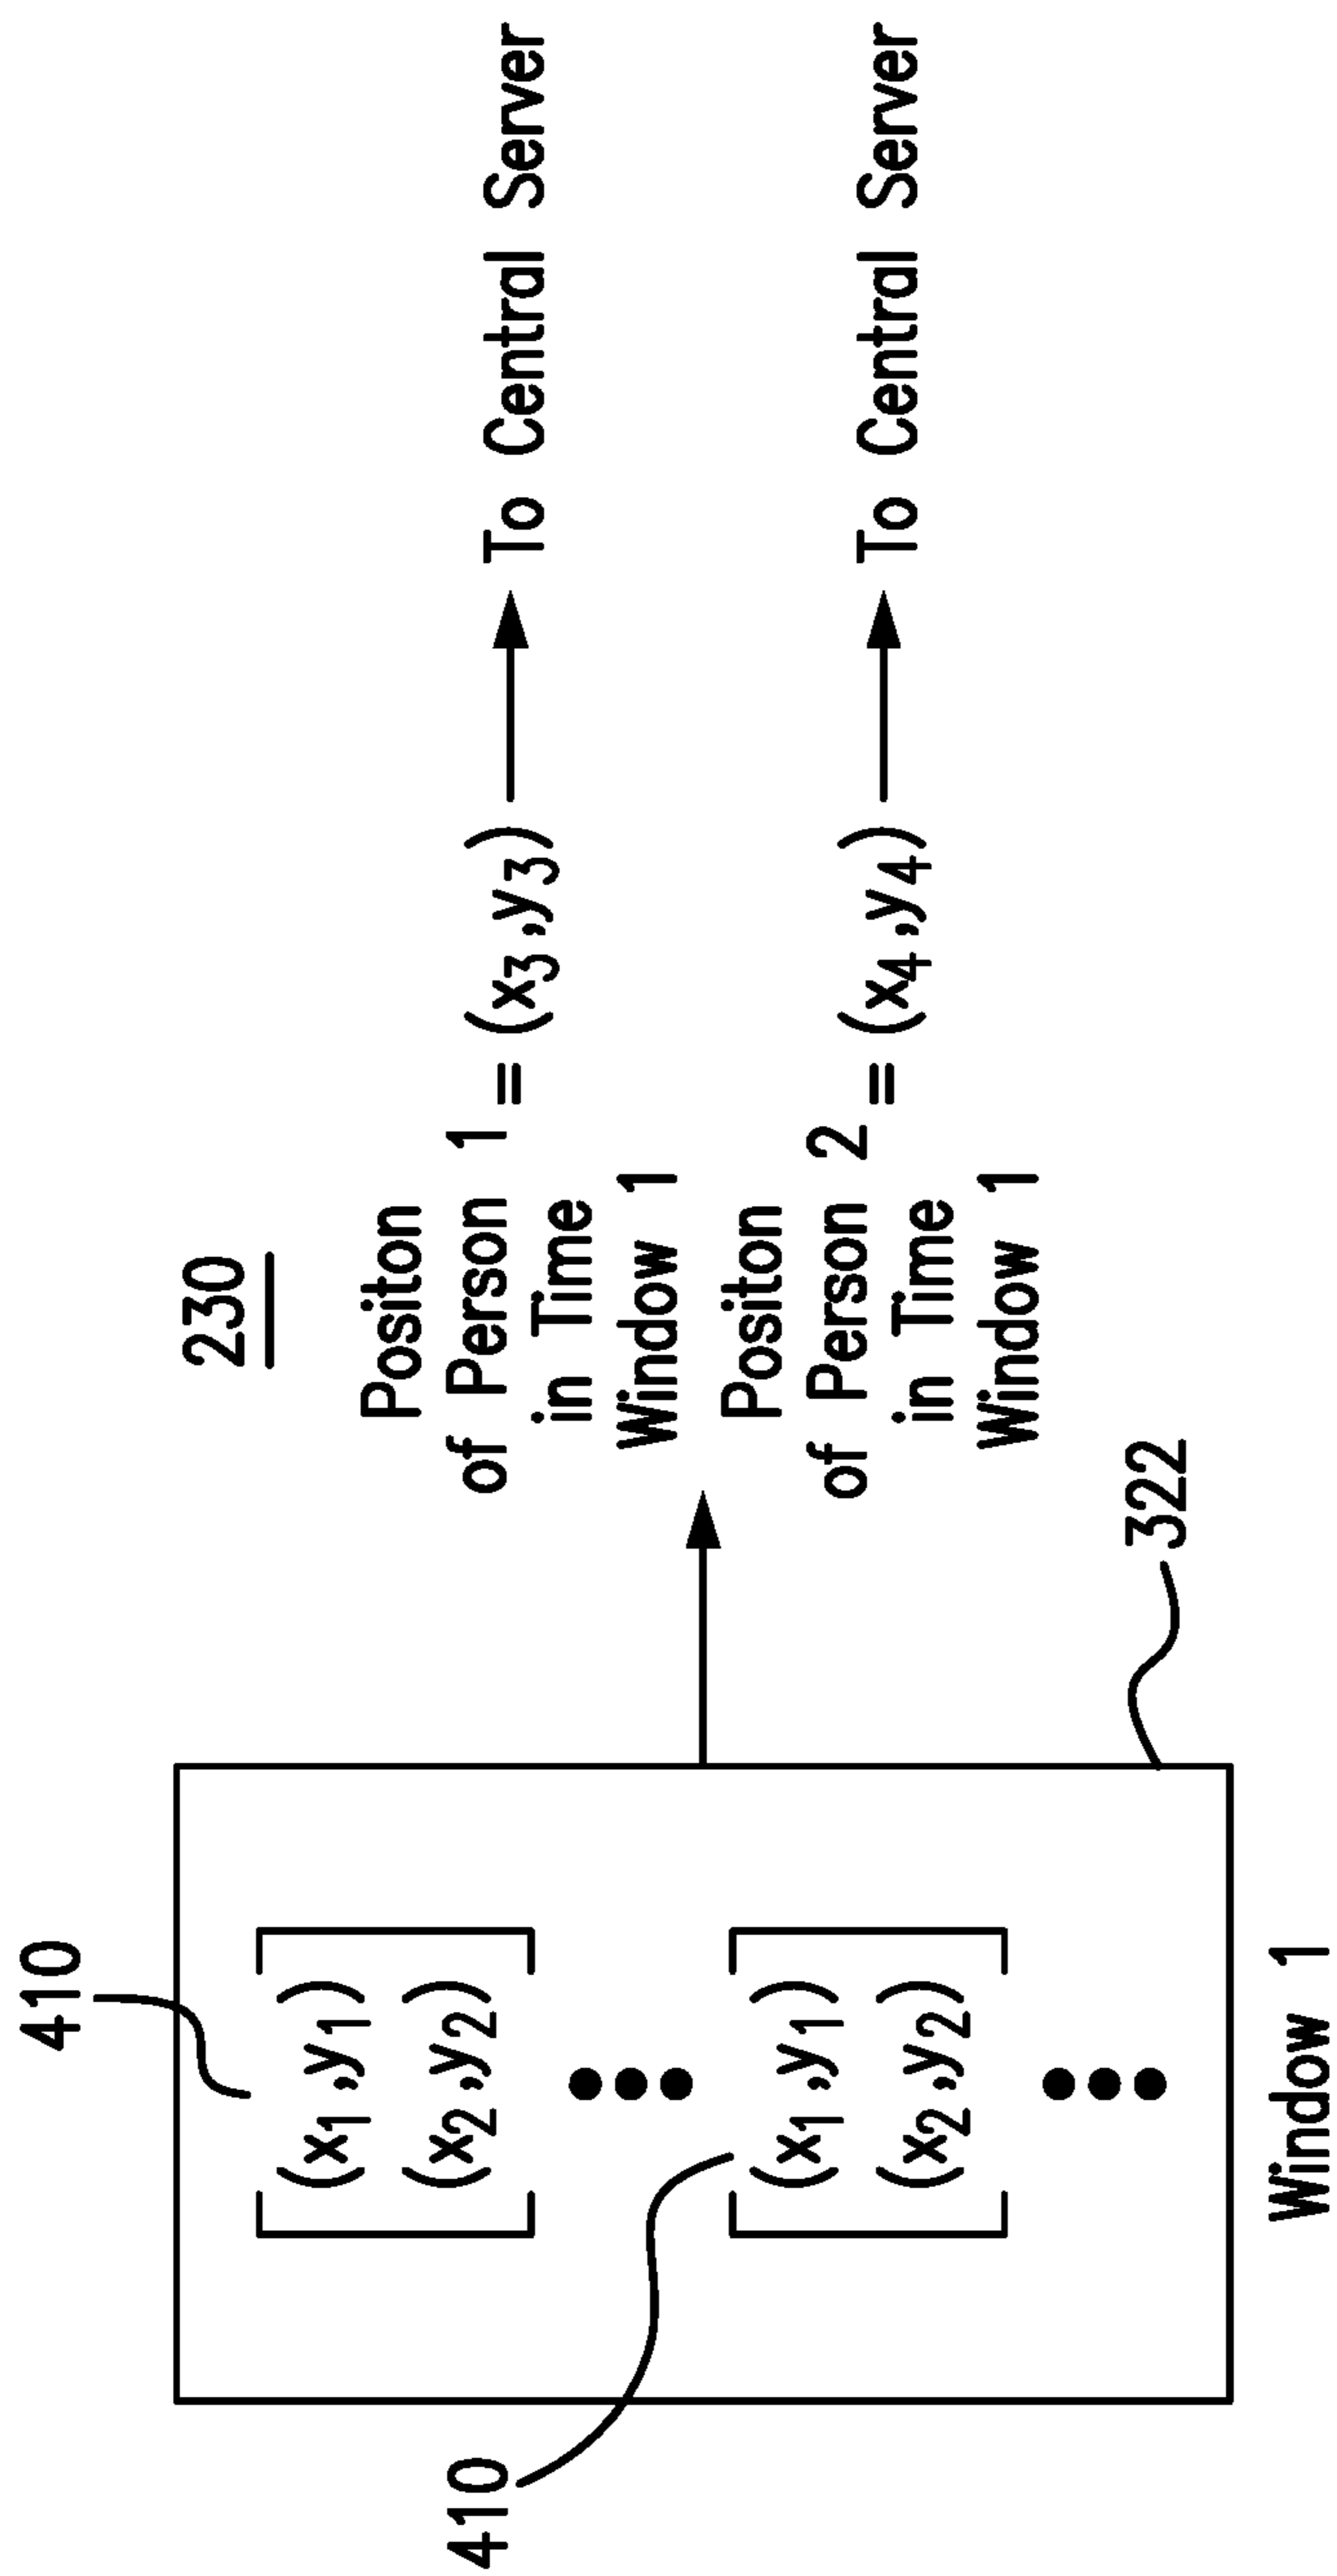 230
410
(x1,y1)
(x2,y2)
410
(x1,y1)
(x2,y2)
Window 1
322
Positon
of Person 1 = (x3,y3)
in Time
Window 1
To Central Server
Positon
of Person 2 = (x4,y4)
in Time
Window 1
To Central Server